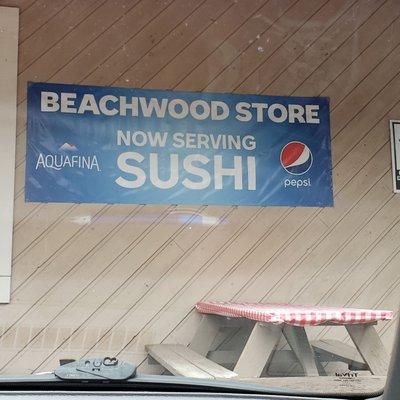 BEACHWOOD STORE
NOW SERVING
SUSHI
AQUAFINA
pepsi